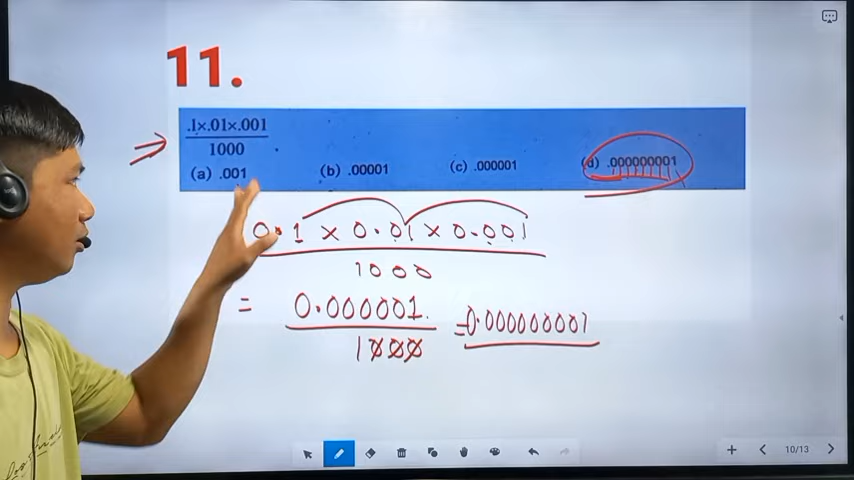 11.
.1×.01×.001
1000
(a) .001 (b) .00001 (c) .000001 (d) .000000001
0.1 × 0.01 × 0.001
1000
= 0.000001. =0.000000001
1000
10/13